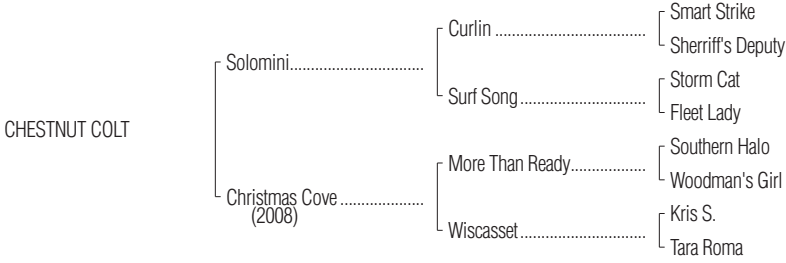 Smart Strike
Curlin ....................................
Sherriff's Deputy
Solomini................................
Storm Cat
Surf Song..............................
Fleet Lady
CHESTNUT COLT
Southern Halo
More Than Ready..................
Woodman's Girl
Christmas Cove ....................
(2008)
Kris S.
Wiscasset..............................
Tara Roma